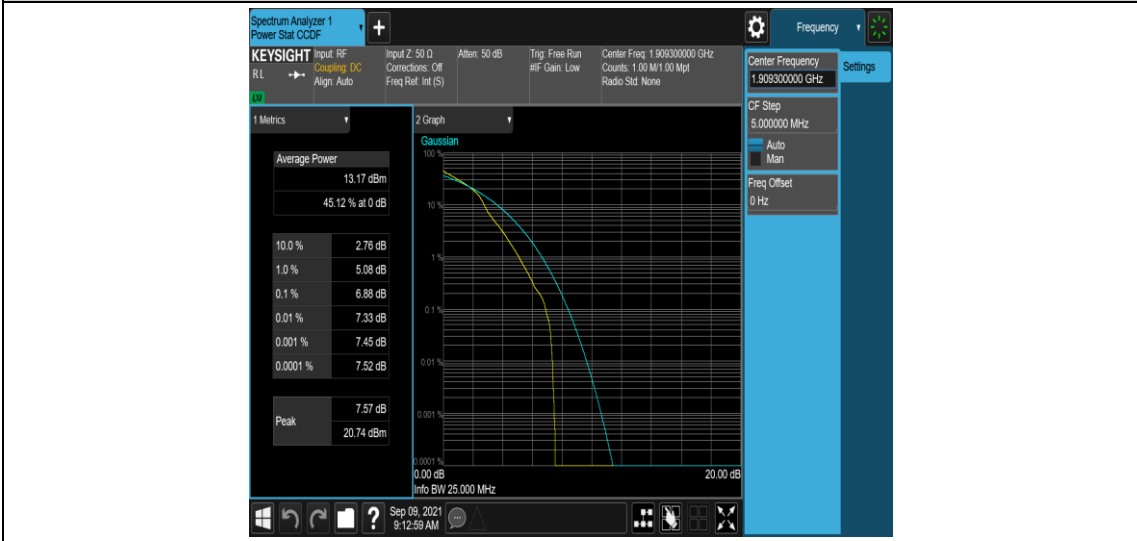 Spectrum Analyzer 1
Power Stat CCDF
Frequency
KEYSIGHT
RL
Input: RF
Coupling: DC
Align: Auto
Input Z: 50 Ω
Corrections: Off
Freq Ref: Int (S)
Atten: 50 dB
Trig: Free Run
#IF Gain: Low
Center Freq: 1.909300000 GHz
Counts: 1.00 M/1.00 Mpt
Radio Std: None
1 Metrics
Average Power
13.17 dBm
45.12 % at 0 dB
10.0 % 2.76 dB
1.0 % 5.08 dB
0.1 % 6.88 dB
0.01 % 7.33 dB
0.001 % 7.45 dB
0.0001 % 7.52 dB
Peak
7.57 dB
20.74 dBm
2 Graph
Gaussian
100 %
10 %
1 %
0.1 %
0.01 %
0.001 %
0.0001 %
0.00 dB 20.00 dB
Info BW 25.000 MHz
Center Frequency
1.909300000 GHz
Settings
CF Step
5.000000 MHz
Auto
Man
Freq Offset
0 Hz
?
Sep 09, 2021
9:12:59 AM